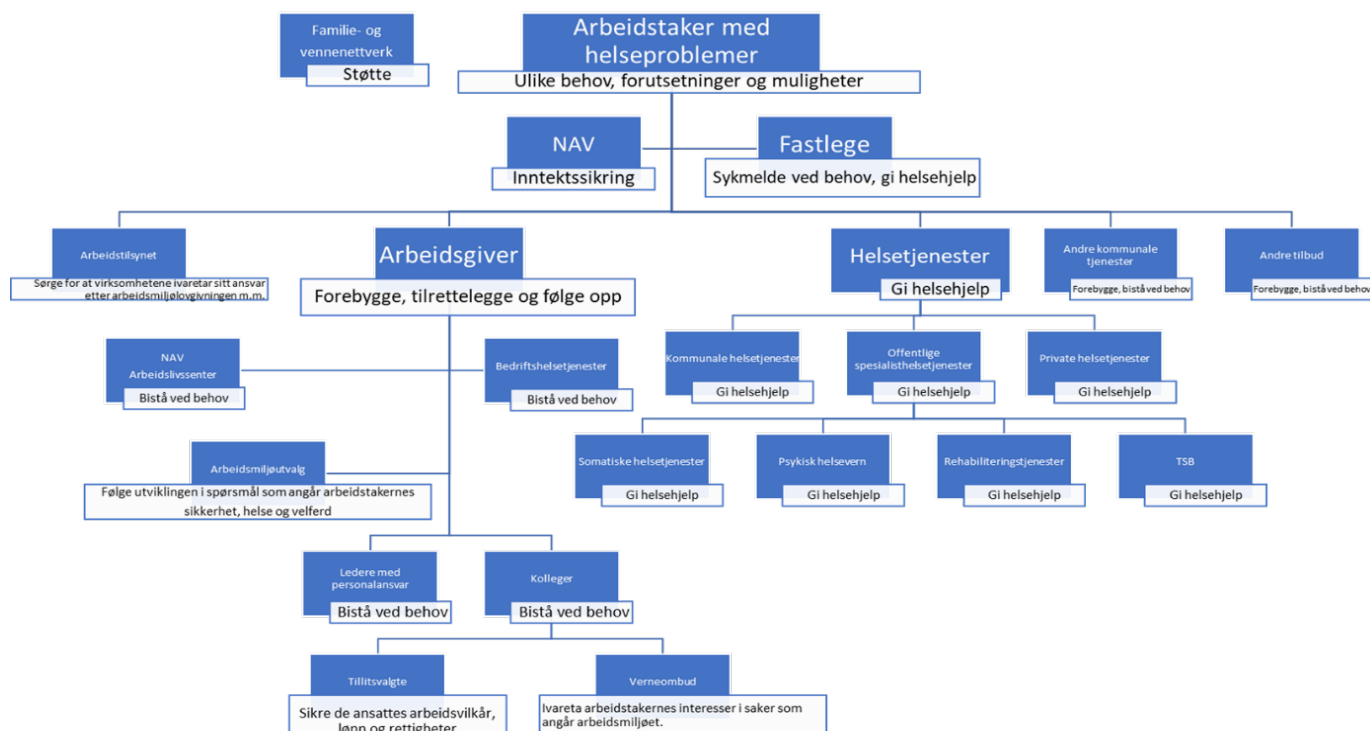 Familie- og
vennenettverk
Støtte
Arbeidstaker med
helseproblemer
Ulike behov, forutsetninger og muligheter
NAV
Inntektssikring
Fastlege
Sykmelde ved behov, gi helsehjelp
Arbeidstilsynet
Sørge for at virksomhetene ivaretar sitt ansvar
etter arbeidsmiljølovgivningen m.m.
Arbeidsgiver
Forebygge, tilrettelegge og følge opp
Helsetjenester
Gi helsehjelp
Andre kommunale
tjenester
Forebygge, bistå ved behov
Andre tilbud
Forebygge, bistå ved behov
NAV
Arbeidslivssenter
Bistå ved behov
Bedriftshelsetjenester
Bistå ved behov
Kommunale helsetjenester
Gi helsehjelp
Offentlige
spesialisthelsetjenester
Gi helsehjelp
Private helsetjenester
Gi helsehjelp
Arbeidsmiljøutvalg
Følge utviklingen i spørsmål som angår arbeidstakernes
sikkerhet, helse og velferd
Somatiske helsetjenester
Gi helsehjelp
Psykisk helsevern
Gi helsehjelp
Rehabiliteringstjenester
Gi helsehjelp
TSB
Gi helsehjelp
Ledere med
personalansvar
Bistå ved behov
Kolleger
Bistå ved behov
Tillitsvalgte
Sikre de ansattes arbeidsvilkår,
lønn og rettigheter
Verneombud
Ivareta arbeidstakernes interesser i saker som
angår arbeidsmiljøet.